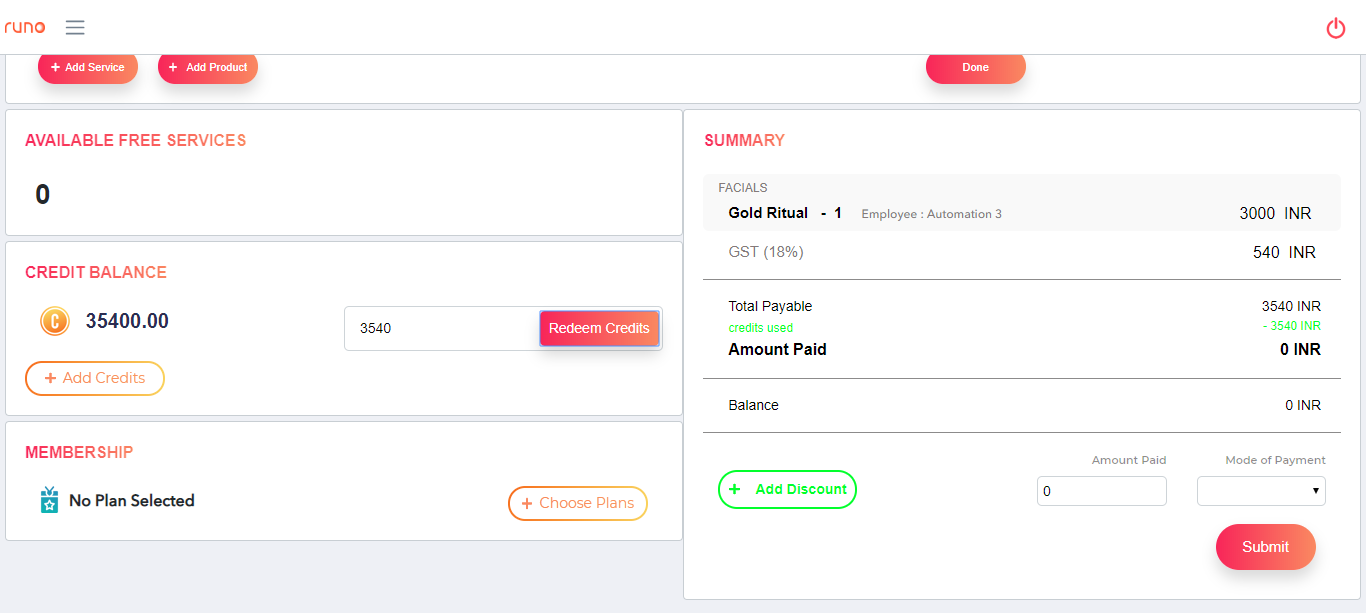 runo
+ Add Service
+ Add Product
Done
AVAILABLE FREE SERVICES
0
CREDIT BALANCE
C 35400.00
3540 Redeem Credits
+ Add Credits
MEMBERSHIP
No Plan Selected
+ Choose Plans
SUMMARY
FACIALS
Gold Ritual - 1 Employee : Automation 3 3000 INR
GST (18%) 540 INR
Total Payable 3540 INR
credits used - 3540 INR
Amount Paid 0 INR
Balance 0 INR
Amount Paid Mode of Payment
+ Add Discount 0
Submit